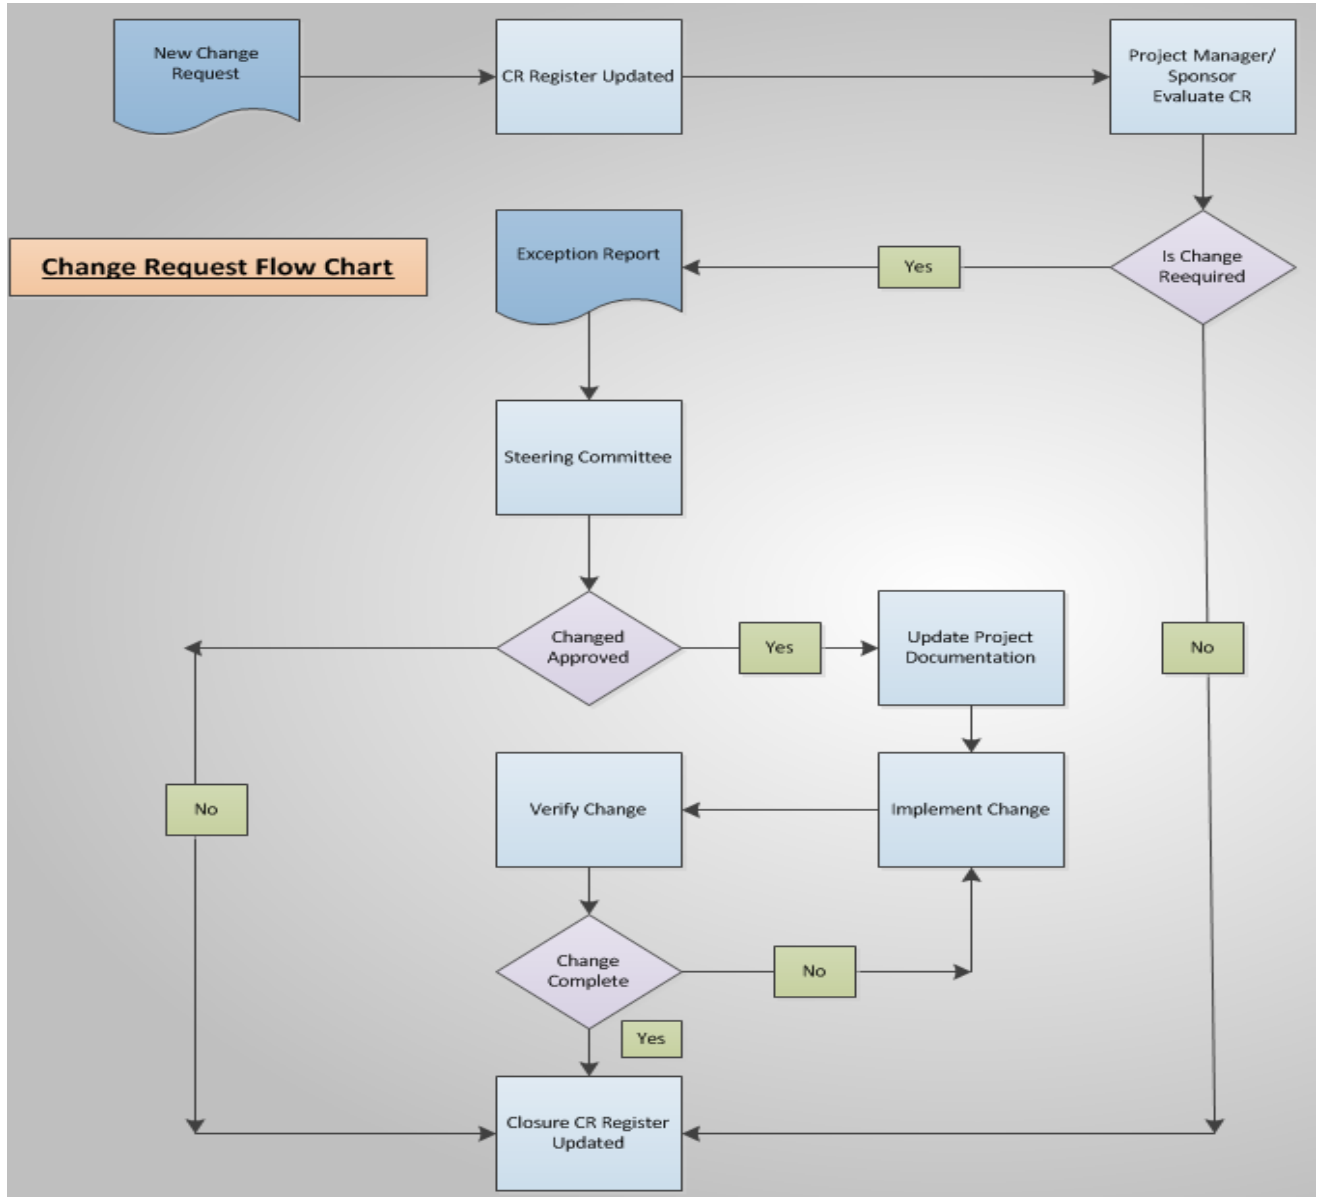 New Change
Request
CR Register Updated
Project Manager/
Sponsor
Evaluate CR
Change Request Flow Chart
Exception Report
Yes
Is Change
Reequired
Steering Committee
Changed
Approved
Yes
Update Project
Documentation
No
No
Verify Change
Implement Change
Change
Complete
No
Yes
Closure CR Register
Updated